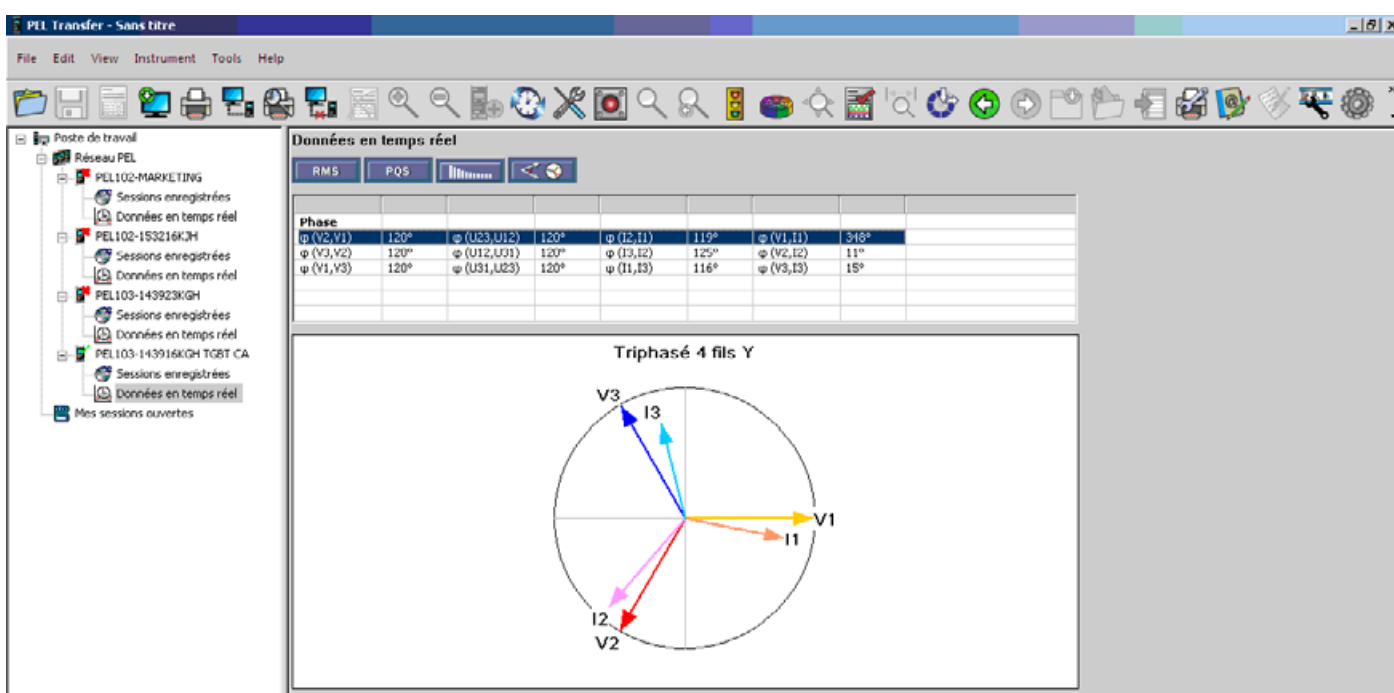 PEL Transfer - Sans titre
File Edit View Instrument Tools Help
Poste de travail
Réseau PEL
PEL102-MARKETING
Sessions enregistrées
Données en temps réel
PEL102-153216KJH
Sessions enregistrées
Données en temps réel
PEL103-143923KGH
Sessions enregistrées
Données en temps réel
PEL103-143916KGH TGBT CA
Sessions enregistrées
Données en temps réel
Mes sessions ouvertes
Données en temps réel
RMS PQS
Phase
φ (V2,V1) 120° φ (U23,U12) 120° φ (I2,I1) 119° φ (V1,I1) 348°
φ (V3,V2) 120° φ (U12,U31) 120° φ (I3,I2) 125° φ (V2,I2) 11°
φ (V1,V3) 120° φ (U31,U23) 120° φ (I1,I3) 116° φ (V3,I3) 15°
Triphasé 4 fils Y
V3
I3
V1
I1
I2
V2